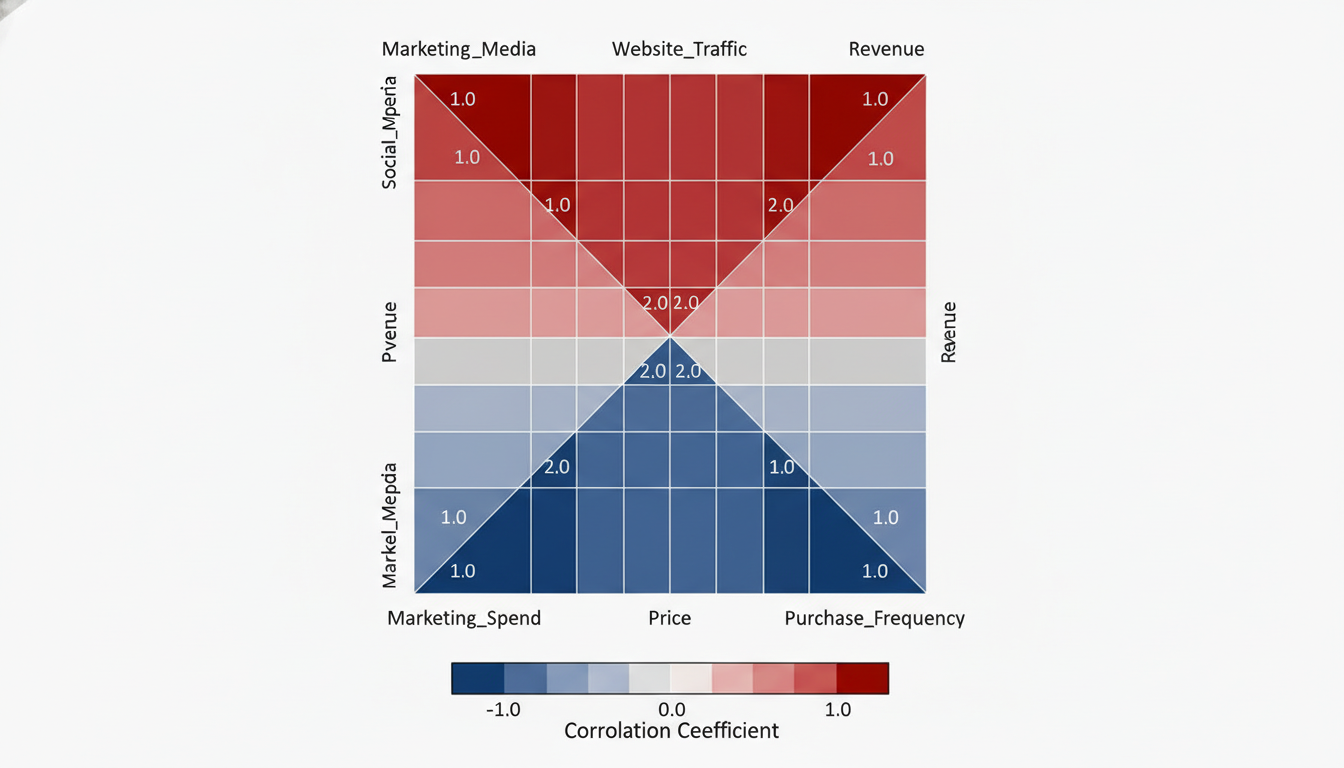 Marketing_Media Website_Traffic Revenue
Social_Mperia
1.0 1.0
1.0 1.0
1.0 2.0
2.0 2.0
Pvenue
Revenue
2.0 2.0
2.0 1.0
Markel_Mepda
1.0 1.0
1.0 1.0
Marketing_Spend Price Purchase_Frequency
-1.0 0.0 1.0
Corrolation Ceefficient